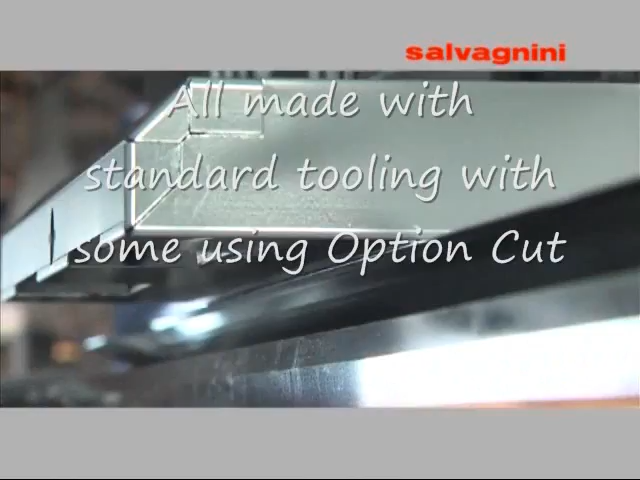 salvagnini
All made with
standard tooling with
some using Option Cut